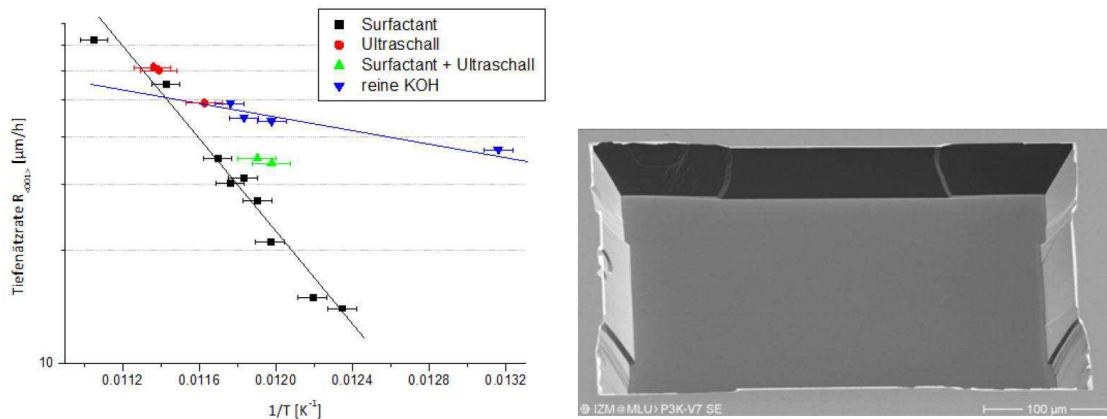 Surfactant
Ultraschall
Surfactant + Ultraschall
reine KOH
Tiefenätzrate R<001> [µm/h]
10
0.0112 0.0116 0.0120 0.0124 0.0128 0.0132
1/T [K⁻¹]
IZM@MLU> P3K-V7 SE
100 µm